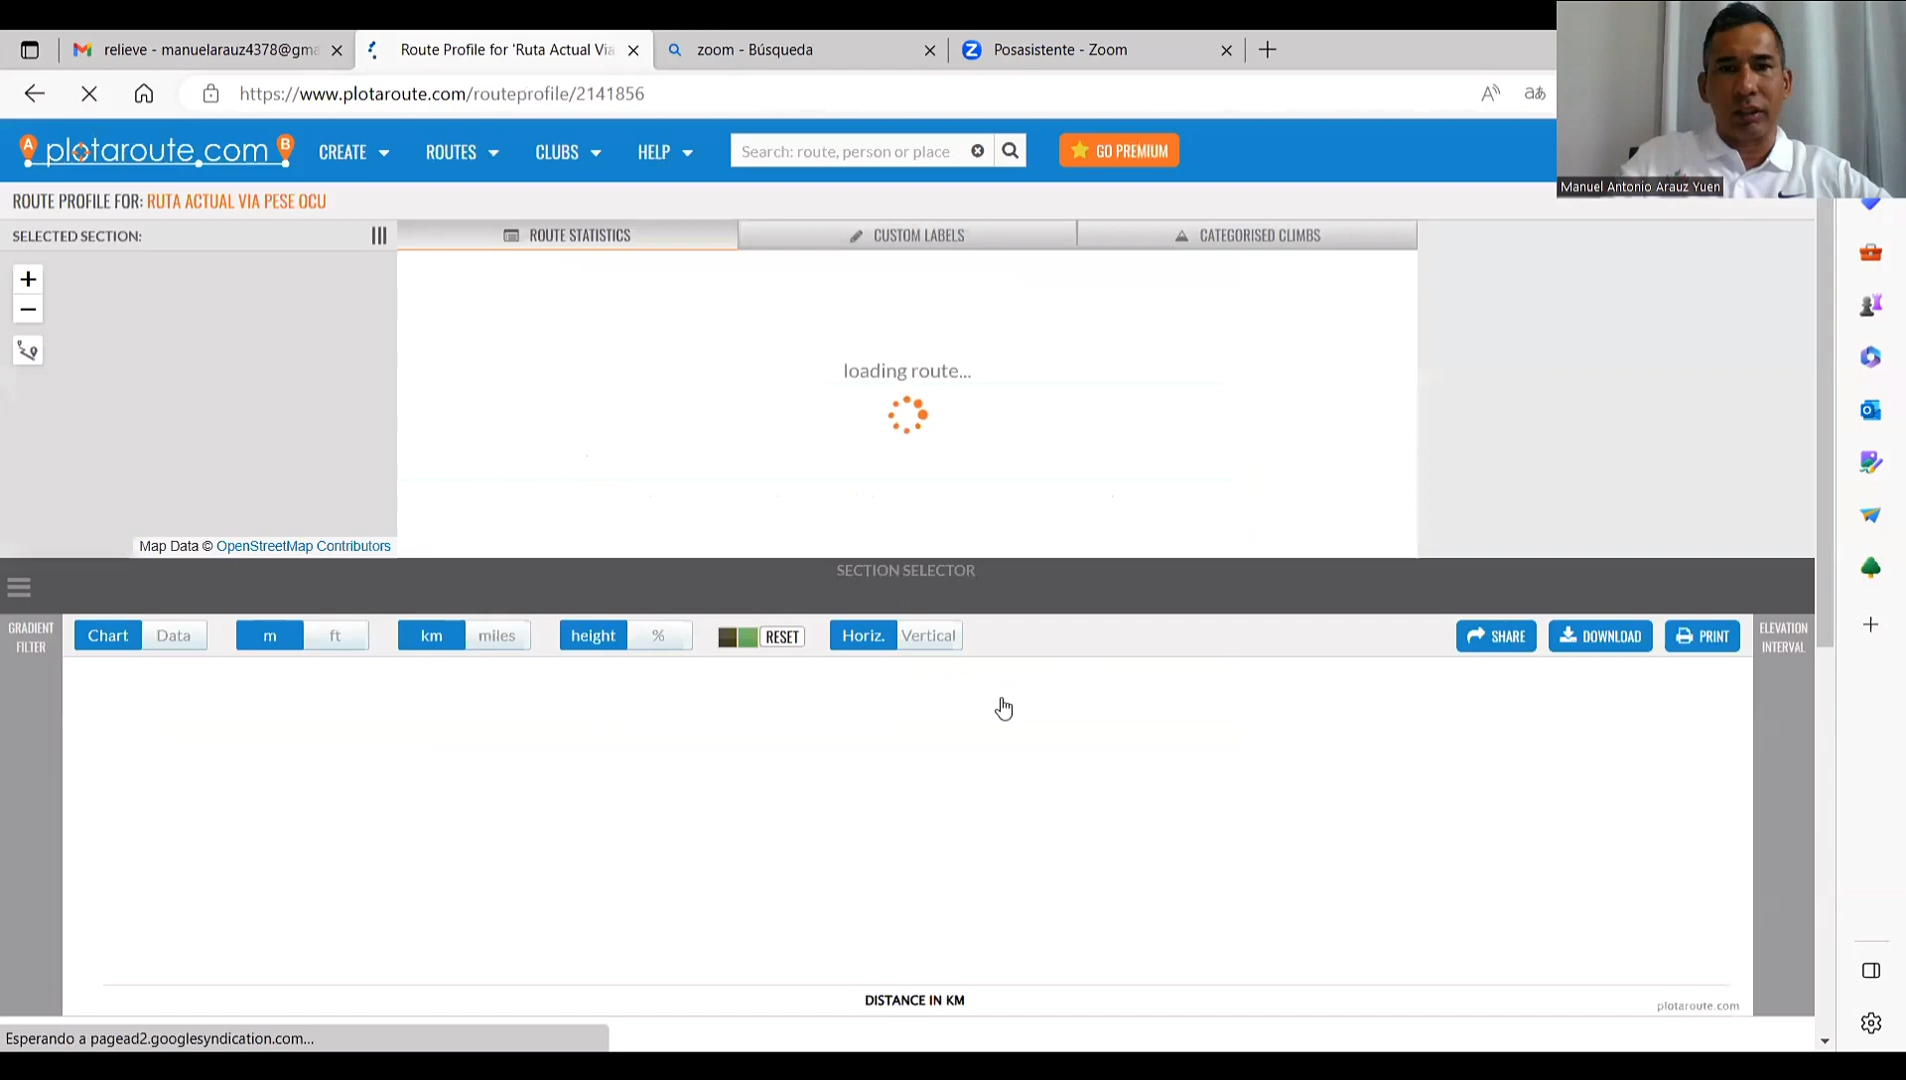 relieve - manuelarauz4378@gma
Route Profile for 'Ruta Actual Via
zoom - Búsqueda
Posasistente - Zoom
https://www.plotaroute.com/routeprofile/2141856
A plotaroute.com B
CREATE
ROUTES
CLUBS
HELP
Search: route, person or place
GO PREMIUM
Manuel Antonio Arauz Yuen
ROUTE PROFILE FOR: RUTA ACTUAL VIA PESE OCU
SELECTED SECTION:
ROUTE STATISTICS
CUSTOM LABELS
CATEGORISED CLIMBS
+
−
loading route...
Map Data © OpenStreetMap Contributors
SECTION SELECTOR
GRADIENT
FILTER
Chart
Data
m
ft
km
miles
height
%
RESET
Horiz.
Vertical
SHARE
DOWNLOAD
PRINT
ELEVATION
INTERVAL
DISTANCE IN KM
plotaroute.com
Esperando a pagead2.googlesyndication.com...